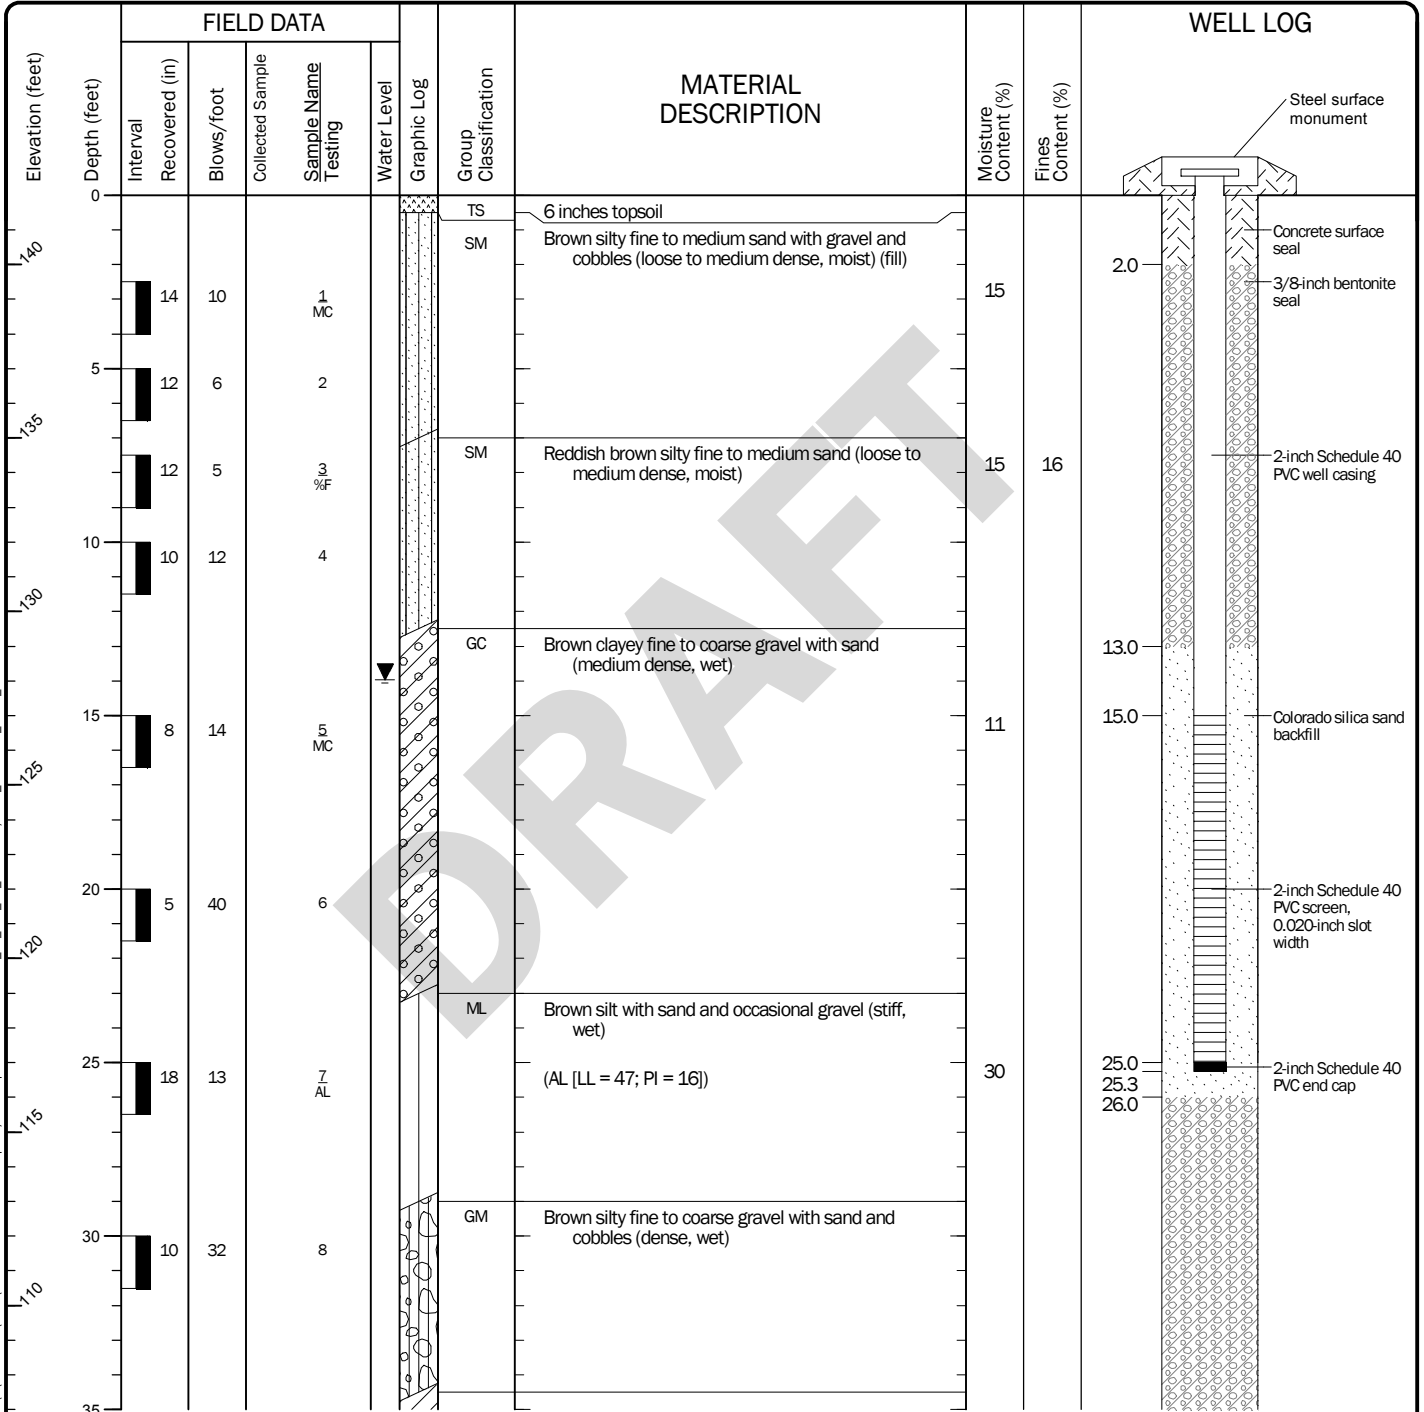 FIELD DATA
WELL LOG
Elevation (feet)
Depth (feet)
Interval
Recovered (in)
Blows/foot
Collected Sample
Sample Name
Testing
Water Level
Graphic Log
Group
Classification
MATERIAL
DESCRIPTION
Moisture
Content (%)
Fines
Content (%)
Steel surface
monument
0
TS
6 inches topsoil
SM
Brown silty fine to medium sand with gravel and
cobbles (loose to medium dense, moist) (fill)
Concrete surface
seal
140
2.0
14
10
1
MC
15
3/8-inch bentonite
seal
5
12
6
2
135
SM
Reddish brown silty fine to medium sand (loose to
medium dense, moist)
12
5
3
%F
15
16
2-inch Schedule 40
PVC well casing
10
10
12
4
130
GC
Brown clayey fine to coarse gravel with sand
(medium dense, wet)
13.0
15
8
14
5
MC
11
15.0
Colorado silica sand
backfill
125
20
5
40
6
2-inch Schedule 40
PVC screen,
0.020-inch slot
width
120
ML
Brown silt with sand and occasional gravel (stiff,
wet)
25
18
13
7
AL
(AL [LL = 47; PI = 16])
30
25.0
25.3
26.0
2-inch Schedule 40
PVC end cap
115
GM
Brown silty fine to coarse gravel with sand and
cobbles (dense, wet)
30
10
32
8
110
35
DRAFT